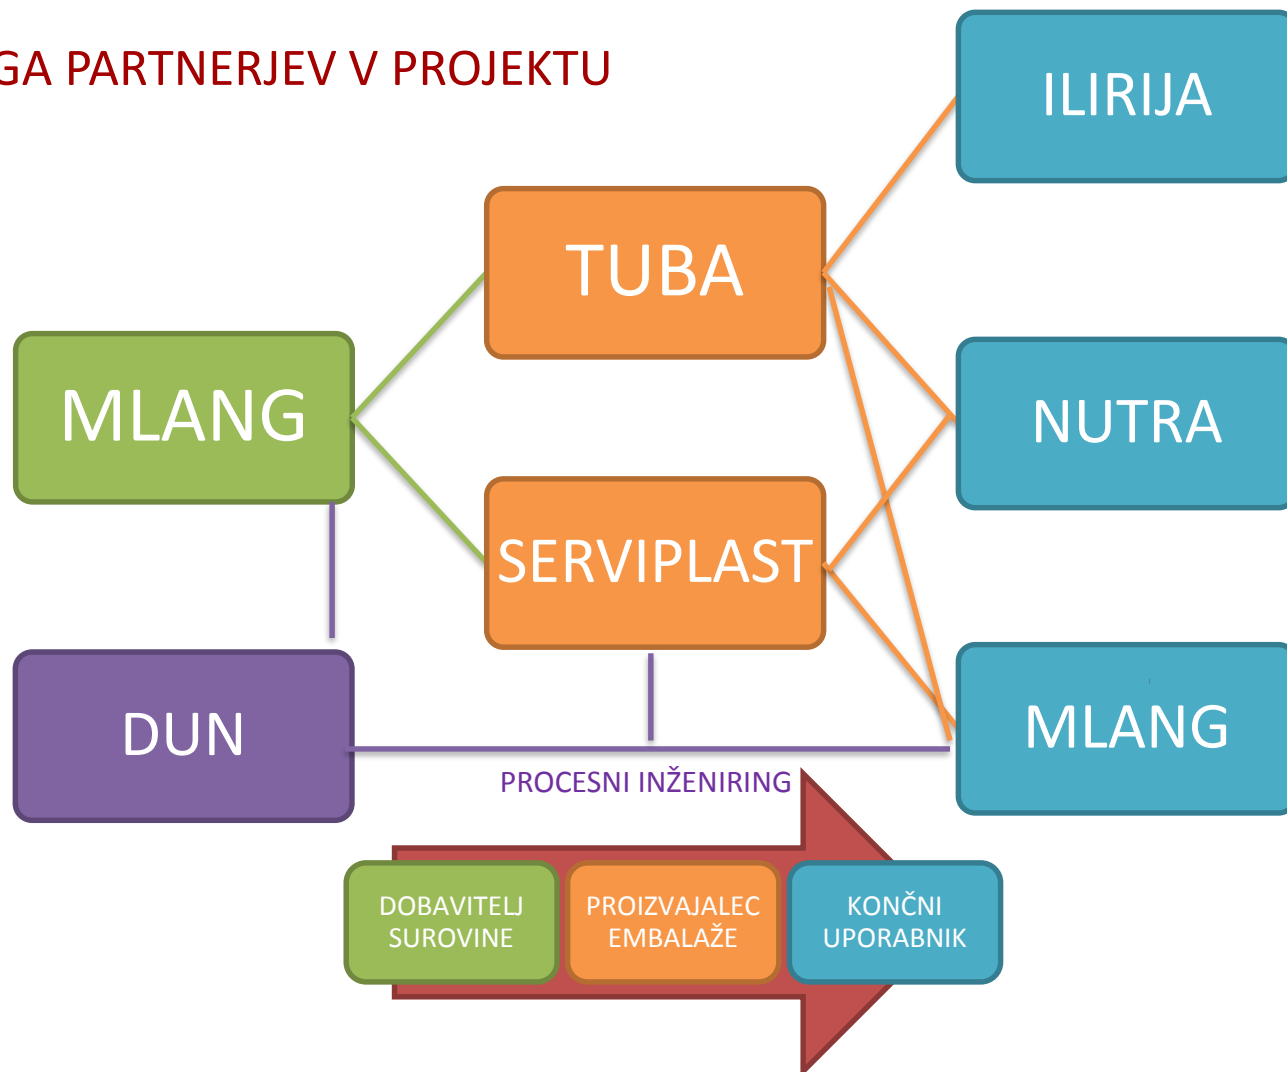 GA PARTNERJEV V PROJEKTU
ILIRIJA
TUBA
MLANG
NUTRA
SERVIPLAST
DUN
MLANG
PROCESNI INŽENIRING
DOBAVITELJ
SUROVINE
PROIZVAJALEC
EMBALAŽE
KONČNI
UPORABNIK